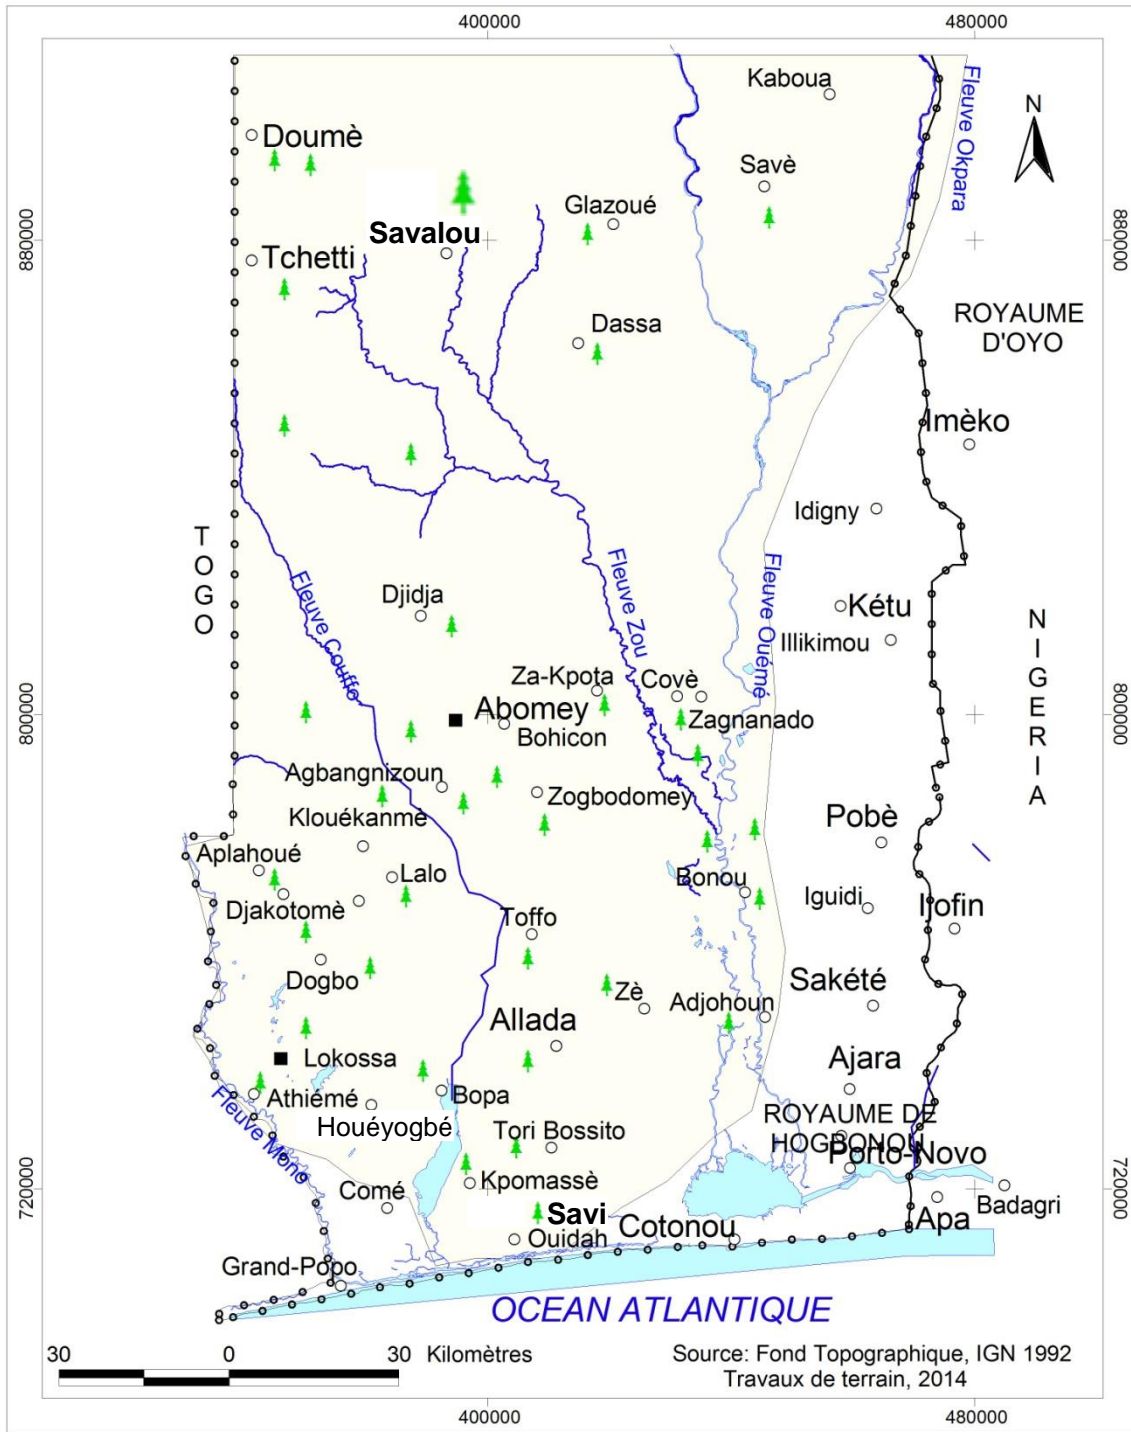 400000
480000
Kaboua
Fleuve Okpara
N
Doumè
Savè
Glazoué
Savalou
880000
880000
Tchetti
ROYAUME
D'OYO
Dassa
Imèko
Idigny
TOGO
Fleuve Zou
Fleuve Ouémé
Fleuve Couffo
Djidja
Kétu
Illikimou
NIGERIA
Za-Kpota
Covè
Abomey
Zagnanado
800000
800000
Bohicon
Agbangnizoun
Zogbodomey
Klouékanmè
Pobè
Aplahoué
Lalo
Bonou
Iguidi
Djakotomè
Ijofin
Toffo
Dogbo
Zè
Sakété
Adjohoun
Allada
Lokossa
Ajara
Athiémé
Bopa
Fleuve Mono
ROYAUME DE
HOGBONOU
Houéyogbé
Tori Bossito
Porto-Novo
Kpomassè
720000
720000
Comé
Badagri
Savi
Apa
Ouidah
Cotonou
Grand-Popo
OCEAN ATLANTIQUE
30 0 30 Kilomètres
Source: Fond Topographique, IGN 1992
Travaux de terrain, 2014
400000
480000